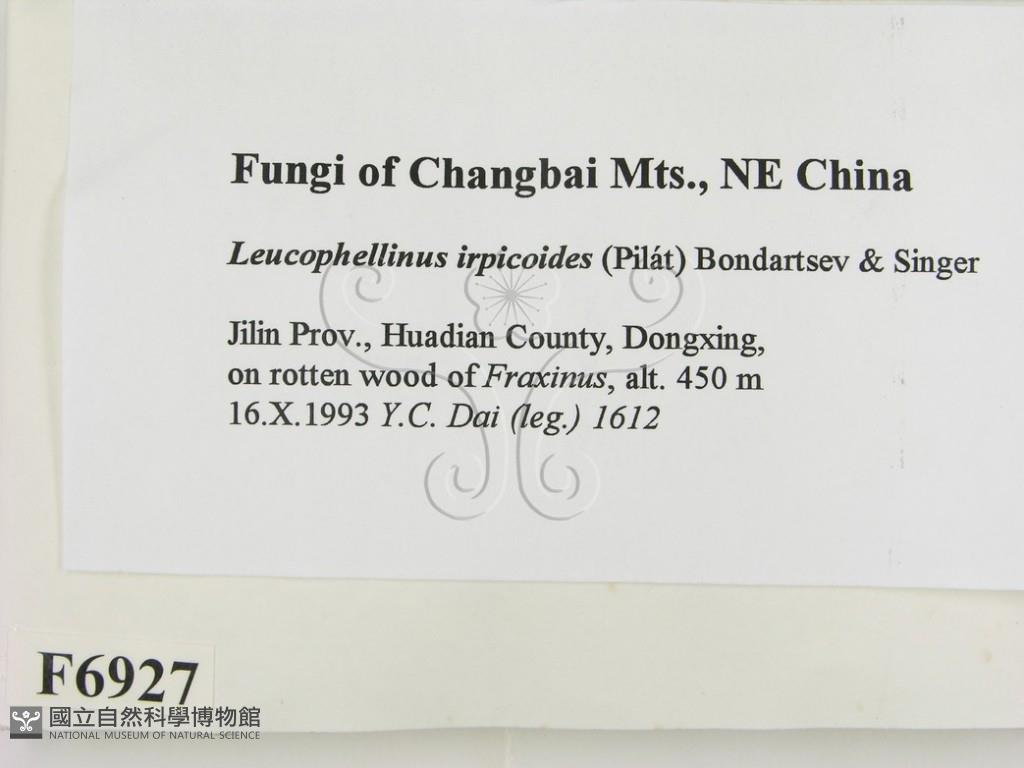 Fungi of Changbai Mts., NE China
Leucophellinus irpicoides (Pilát) Bondartsev & Singer
Jilin Prov., Huadian County, Dongxing,
on rotten wood of Fraxinus, alt. 450 m
16.X.1993 Y.C. Dai (leg.) 1612
F6927
國立自然科學博物館
NATIONAL MUSEUM OF NATURAL SCIENCE